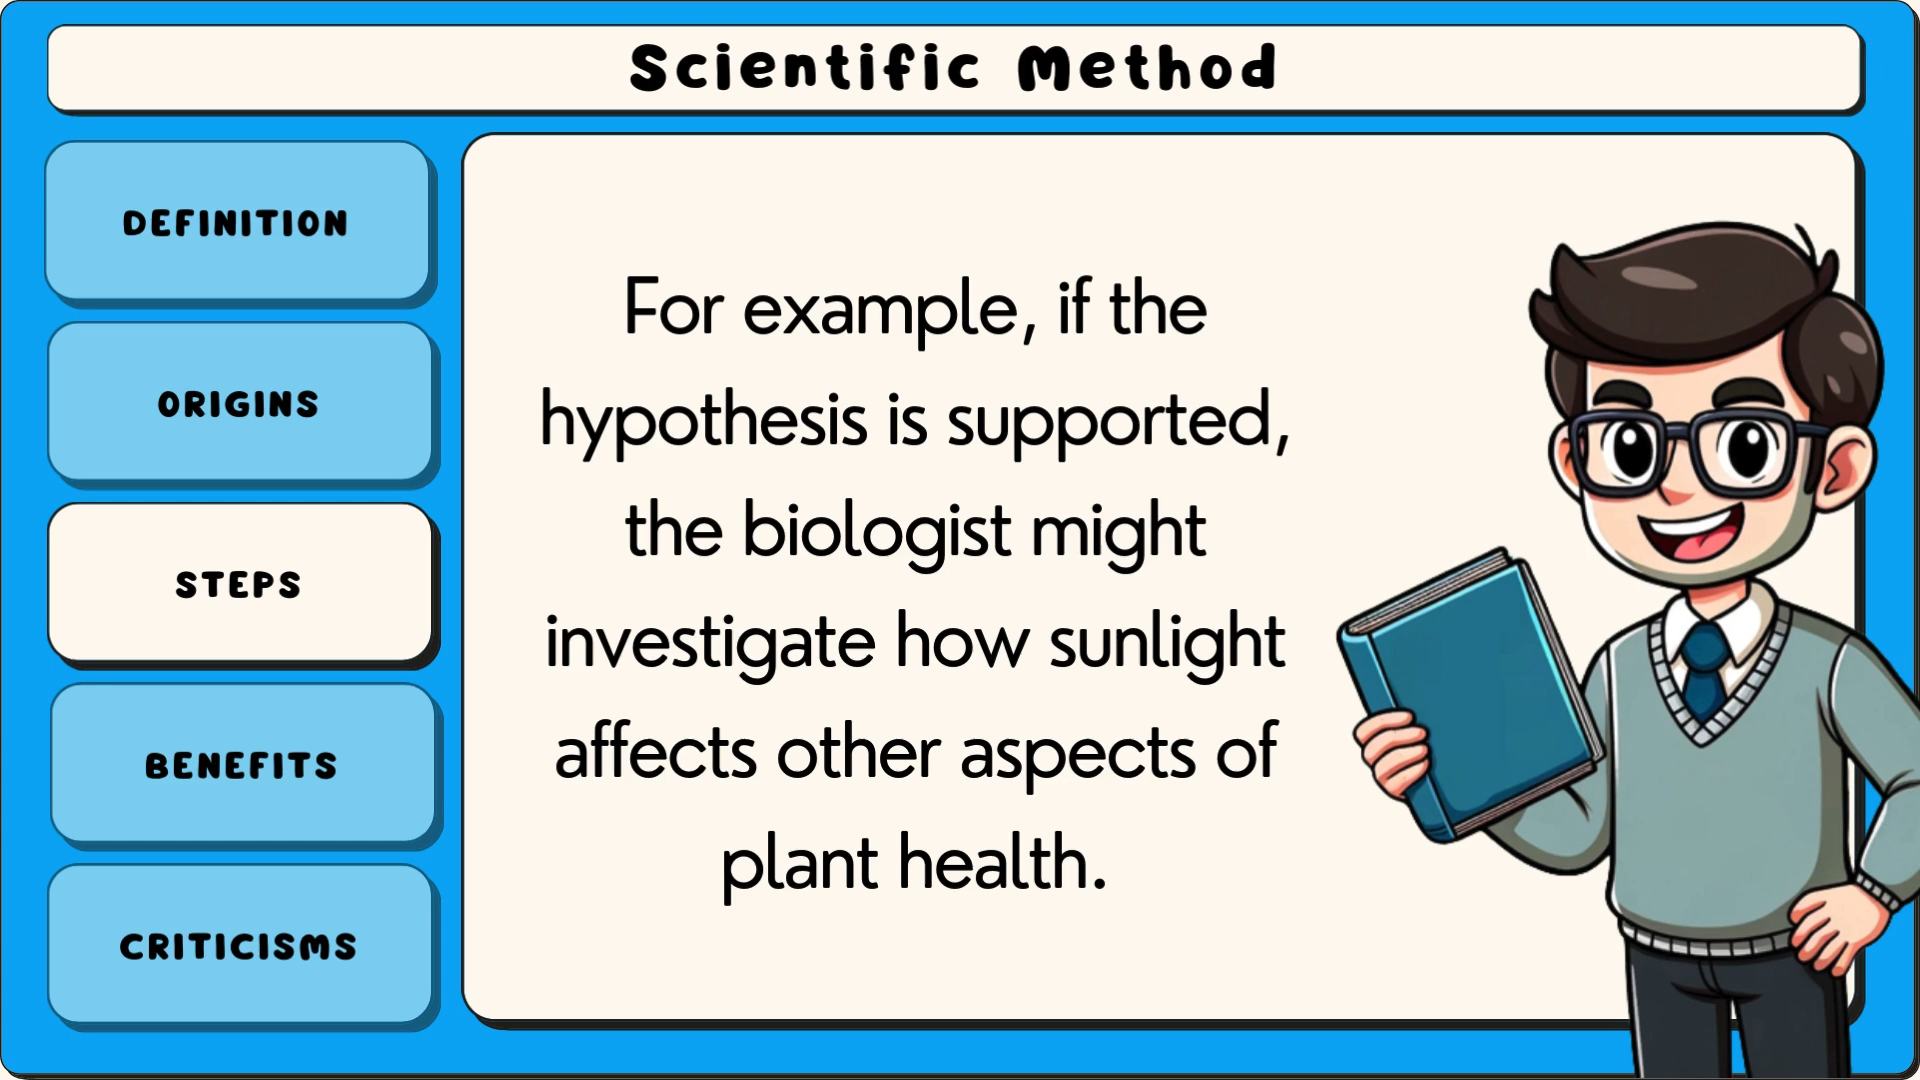 Scientific Method
DEFINITION
ORIGINS
STEPS
BENEFITS
CRITICISMS
For example, if the
hypothesis is supported,
the biologist might
investigate how sunlight
affects other aspects of
plant health.